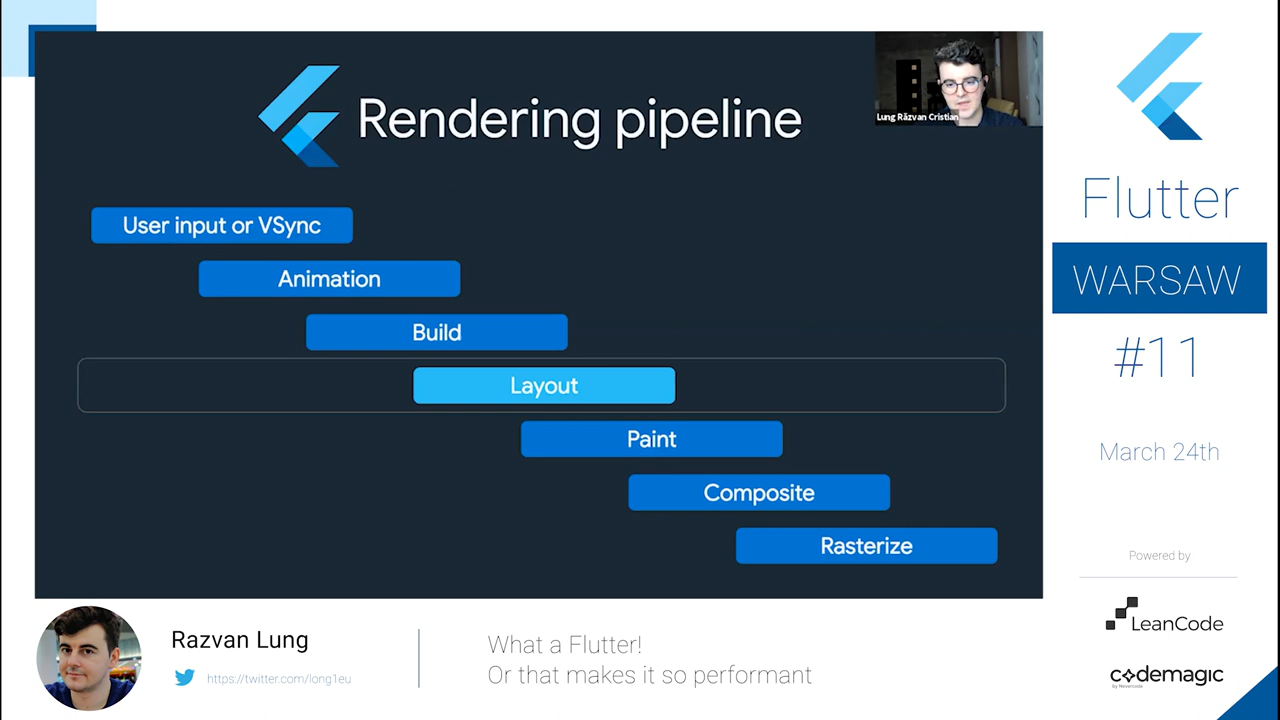 Rendering pipeline
Lung Răzvan Cristian
User input or VSync
Animation
Build
Layout
Paint
Composite
Rasterize
Flutter
WARSAW
#11
March 24th
Powered by
LeanCode
codemagic
by Nevercode
Razvan Lung
https://twitter.com/long1eu
What a Flutter!
Or that makes it so performant